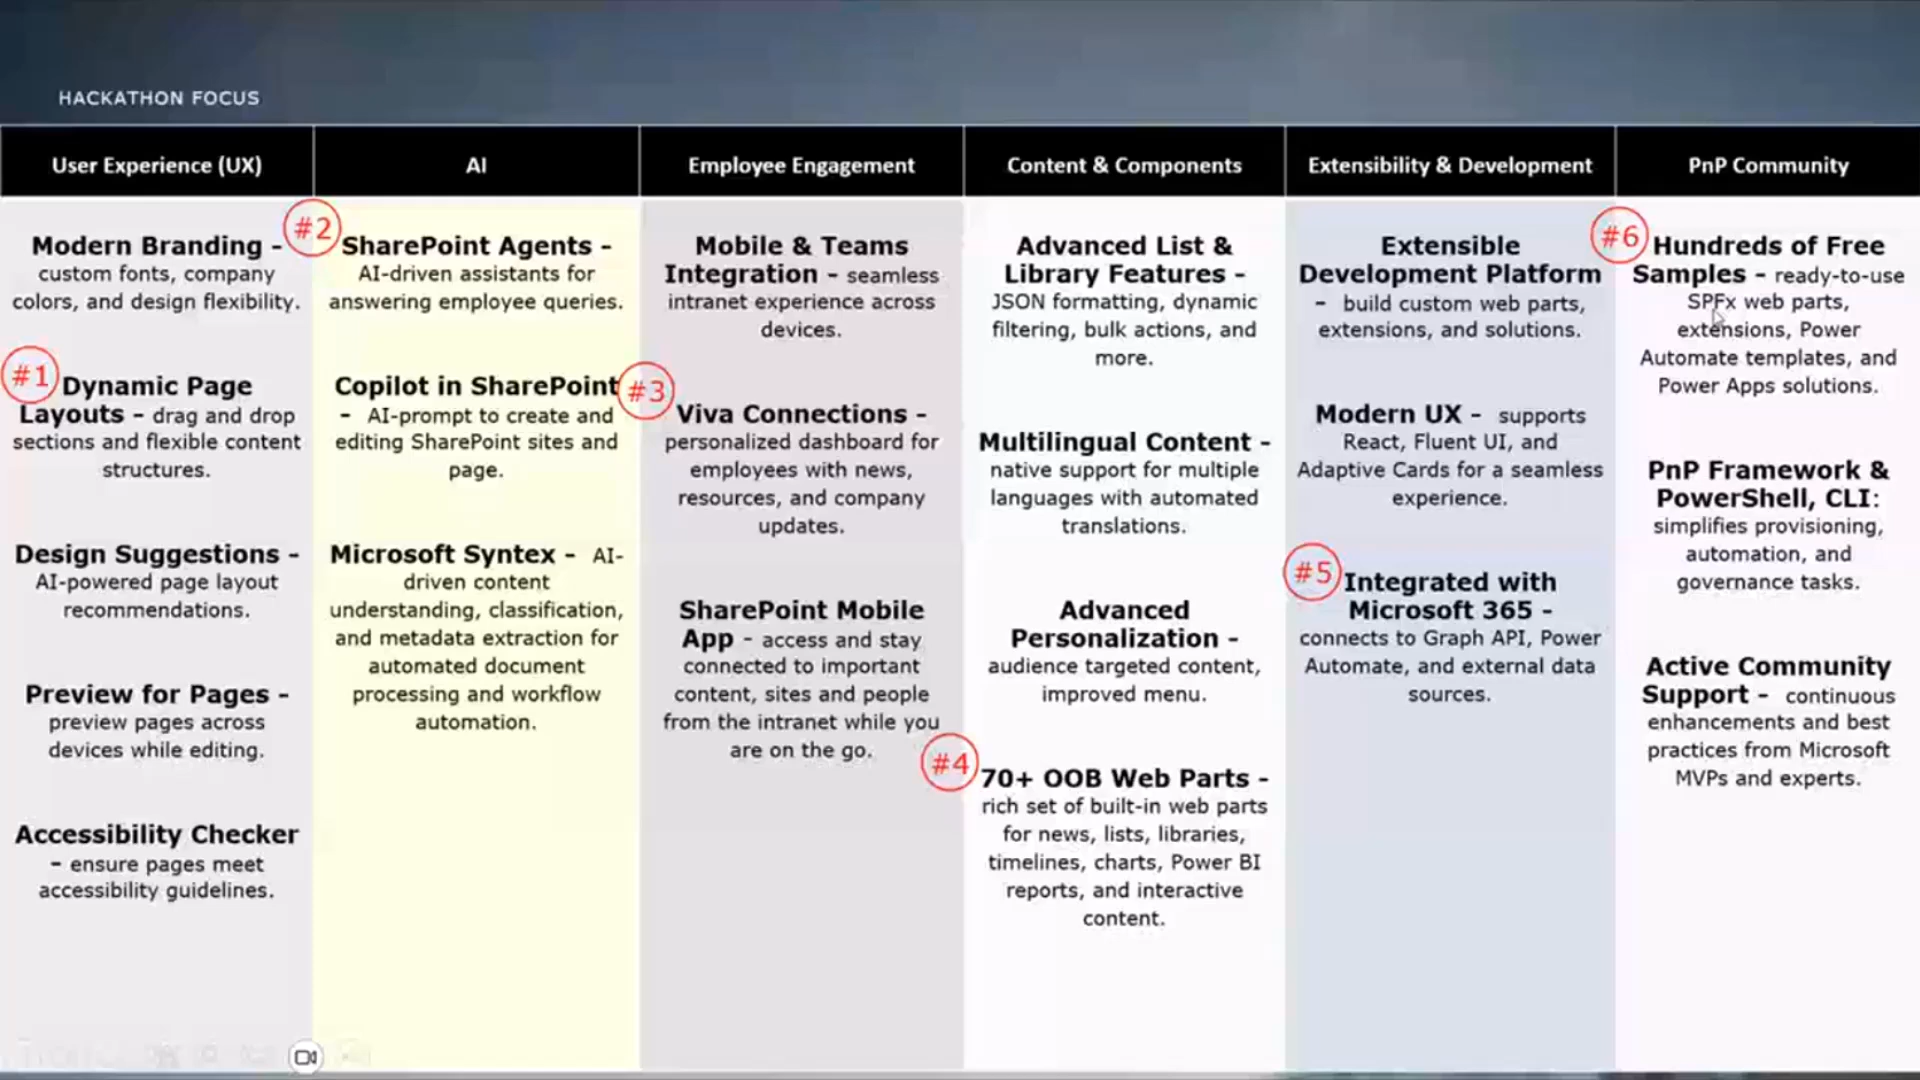 HACKATHON FOCUS
User Experience (UX)
AI
Employee Engagement
Content & Components
Extensibility & Development
PnP Community
Modern Branding -
custom fonts, company
colors, and design flexibility.
#1
Dynamic Page
Layouts - drag and drop
sections and flexible content
structures.
Design Suggestions -
AI-powered page layout
recommendations.
Preview for Pages -
preview pages across
devices while editing.
Accessibility Checker
- ensure pages meet
accessibility guidelines.
#2
SharePoint Agents -
AI-driven assistants for
answering employee queries.
Copilot in SharePoint
- AI-prompt to create and
editing SharePoint sites and
page.
Microsoft Syntex - AI-
driven content
understanding, classification,
and metadata extraction for
automated document
processing and workflow
automation.
Mobile & Teams
Integration - seamless
intranet experience across
devices.
#3
Viva Connections -
personalized dashboard for
employees with news,
resources, and company
updates.
SharePoint Mobile
App - access and stay
connected to important
content, sites and people
from the intranet while you
are on the go.
Advanced List &
Library Features -
JSON formatting, dynamic
filtering, bulk actions, and
more.
Multilingual Content -
native support for multiple
languages with automated
translations.
Advanced
Personalization -
audience targeted content,
improved menu.
#4
70+ OOB Web Parts -
rich set of built-in web parts
for news, lists, libraries,
timelines, charts, Power BI
reports, and interactive
content.
Extensible
Development Platform
- build custom web parts,
extensions, and solutions.
Modern UX - supports
React, Fluent UI, and
Adaptive Cards for a seamless
experience.
#5
Integrated with
Microsoft 365 -
connects to Graph API, Power
Automate, and external data
sources.
#6
Hundreds of Free
Samples - ready-to-use
SPFx web parts,
extensions, Power
Automate templates, and
Power Apps solutions.
PnP Framework &
PowerShell, CLI:
simplifies provisioning,
automation, and
governance tasks.
Active Community
Support - continuous
enhancements and best
practices from Microsoft
MVPs and experts.